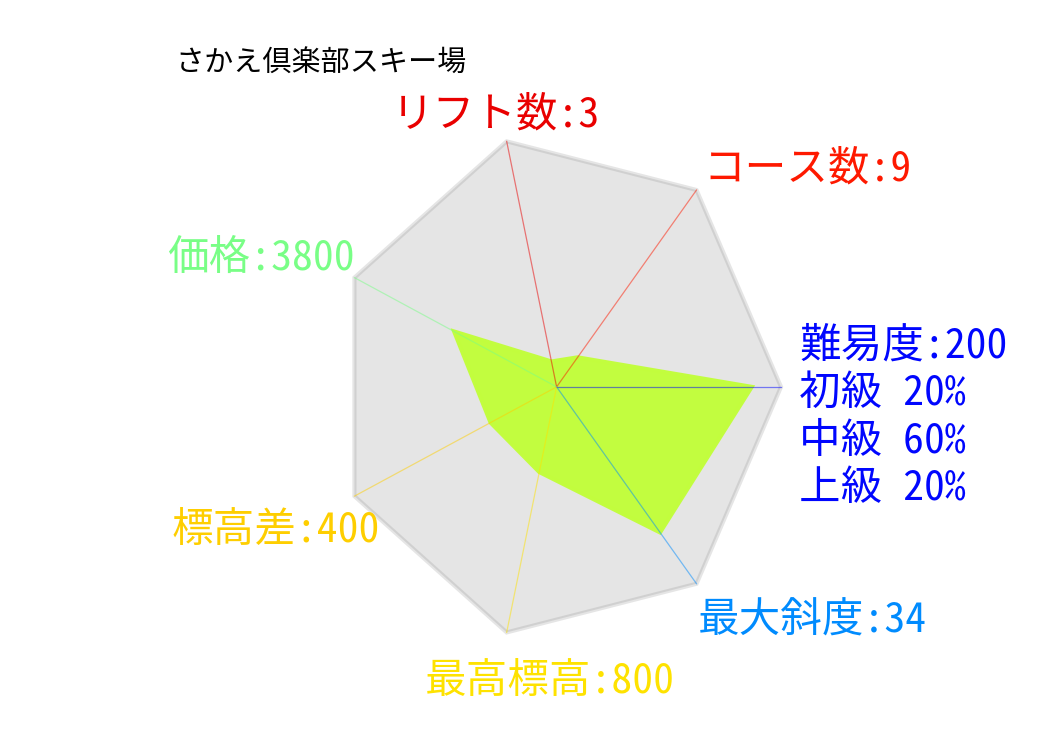 さかえ倶楽部スキー場
リフト数:3
コース数:9
価格:3800
難易度:200
初級 20%
中級 60%
上級 20%
標高差:400
最大斜度:34
最高標高:800